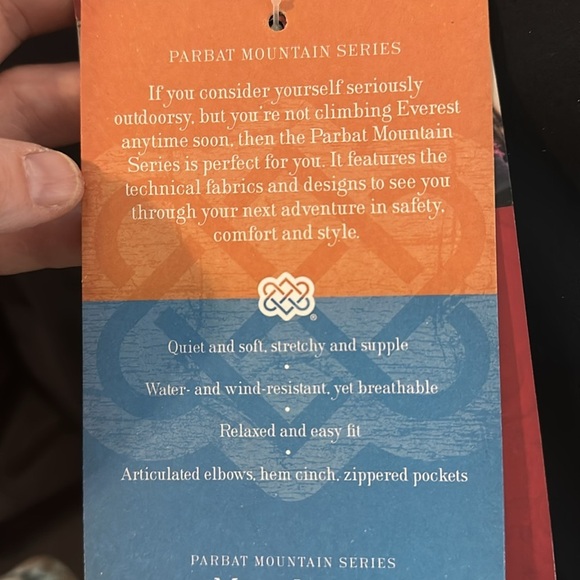 PARBAT MOUNTAIN SERIES
If you consider yourself seriously
outdoorsy, but you're not climbing Everest
anytime soon, then the Parbat Mountain
Series is perfect for you. It features the
technical fabrics and designs to see you
through your next adventure in safety,
comfort and style.
®
Quiet and soft, stretchy and supple
•
Water- and wind-resistant, yet breathable
•
Relaxed and easy fit
•
Articulated elbows, hem cinch, zippered pockets
PARBAT MOUNTAIN SERIES